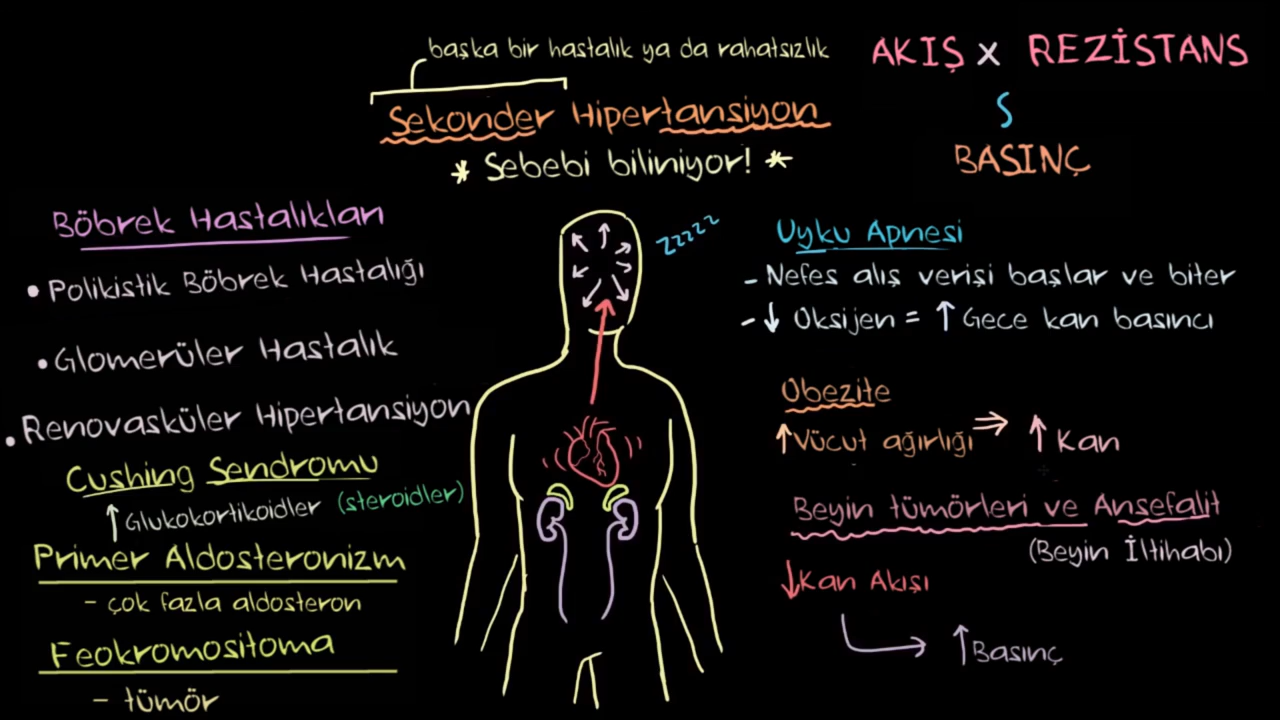 başka bir hastalık ya da rahatsızlık
Sekonder Hipertansiyon
* Sebebi biliniyor! *
AKIŞ x REZİSTANS
S
BASINÇ
Böbrek Hastalıkları
• Polikistik Böbrek Hastalığı
• Glomerüler Hastalık
• Renovasküler Hipertansiyon
Cushing Sendromu
↑ Glukokortikoidler (steroidler)
Primer Aldosteronizm
- çok fazla aldosteron
Feokromositoma
- tümör
zzzzz
Uyku Apnesi
- Nefes alış verişi başlar ve biter
- ↓ Oksijen = ↑ Gece kan basıncı
Obezite
↑ Vücut ağırlığı ⇒ ↑ Kan
Beyin tümörleri ve Ansefalit
(Beyin İltihabı)
↓ Kan Akışı
↑ Basınç